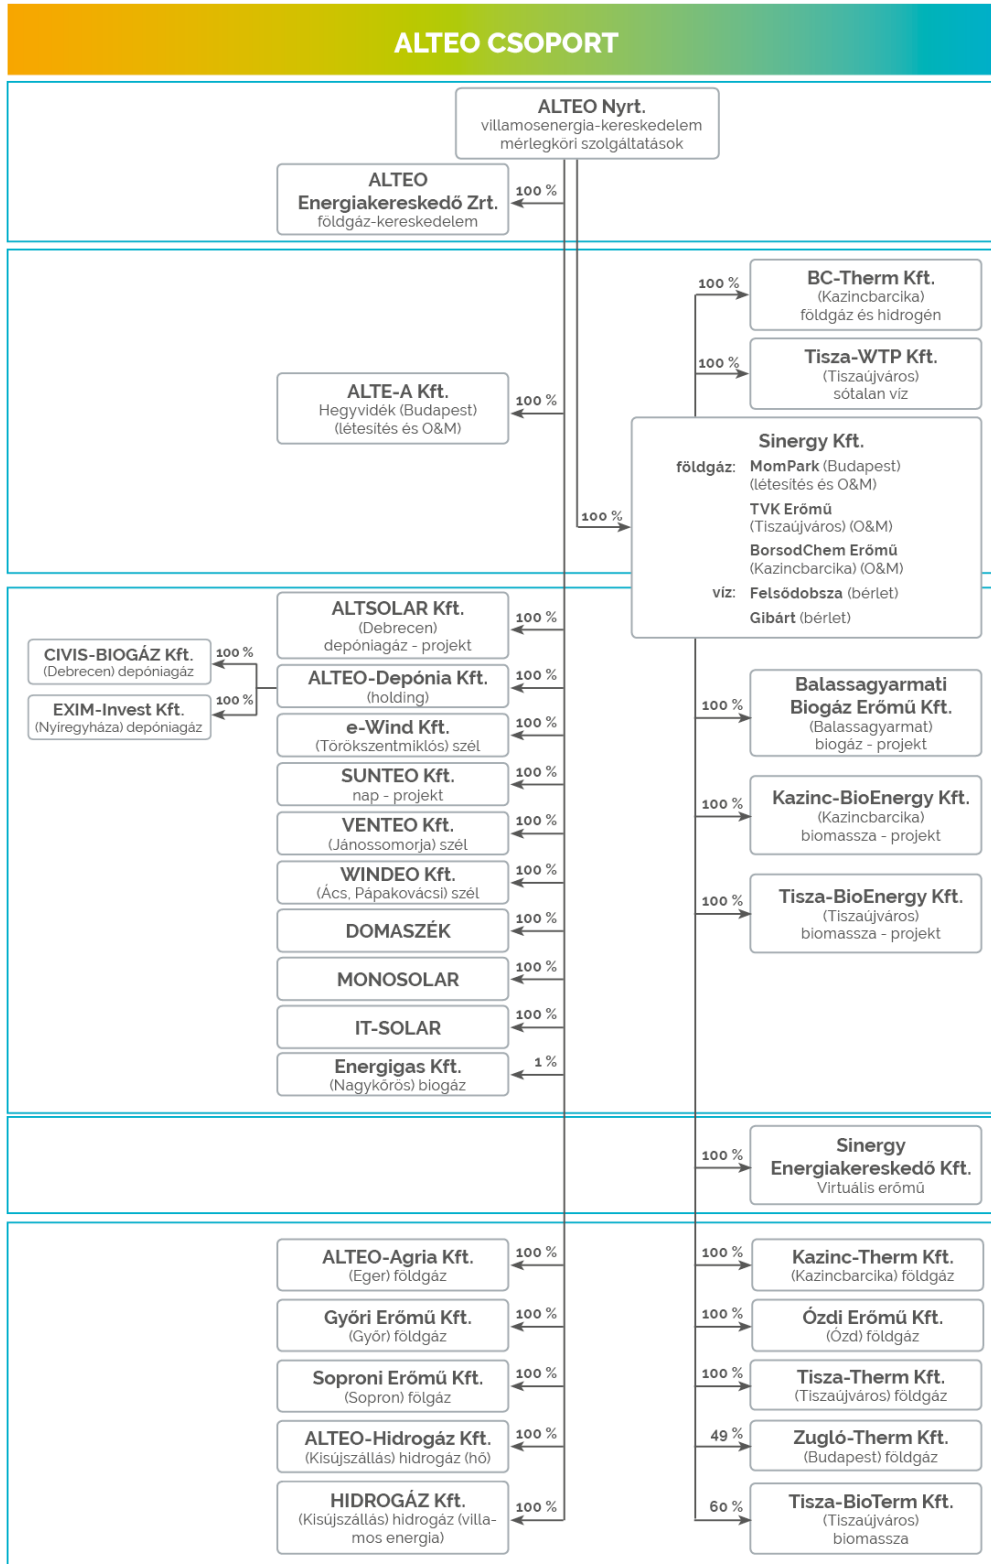 ALTEO CSOPORT
ALTEO Nyrt.
villamosenergia-kereskedelem
mérlegköri szolgáltatások
ALTEO
Energiakereskedő Zrt.
földgáz-kereskedelem
100 %
BC-Therm Kft.
(Kazincbarcika)
földgáz és hidrogén
100 %
Tisza-WTP Kft.
(Tiszaújváros)
sótalan víz
100 %
ALTE-A Kft.
Hegyvidék (Budapest)
(létesítés és O&M)
100 %
Sinergy Kft.
földgáz: MomPark (Budapest)
(létesítés és O&M)
TVK Erőmű
(Tiszaújváros) (O&M)
BorsodChem Erőmű
(Kazincbarcika) (O&M)
víz: Felsődobsza (bérlet)
Gibárt (bérlet)
100 %
ALTSOLAR Kft.
(Debrecen)
depóniagáz - projekt
100 %
CIVIS-BIOGÁZ Kft.
(Debrecen) depóniagáz
100 %
EXIM-Invest Kft.
(Nyíregyháza) depóniagáz
100 %
ALTEO-Depónia Kft.
(holding)
100 %
e-Wind Kft.
(Törökszentmiklós) szél
100 %
SUNTEO Kft.
nap - projekt
100 %
VENTEO Kft.
(Jánossomorja) szél
100 %
WINDEO Kft.
(Ács, Pápakovácsi) szél
100 %
DOMASZÉK
100 %
MONOSOLAR
100 %
IT-SOLAR
100 %
Energigas Kft.
(Nagykőrös) biogáz
1 %
Balassagyarmati
Biogáz Erőmű Kft.
(Balassagyarmat)
biogáz - projekt
100 %
Kazinc-BioEnergy Kft.
(Kazincbarcika)
biomassza - projekt
100 %
Tisza-BioEnergy Kft.
(Tiszaújváros)
biomassza - projekt
100 %
Sinergy
Energiakereskedő Kft.
Virtuális erőmű
100 %
ALTEO-Agria Kft.
(Eger) földgáz
100 %
Győri Erőmű Kft.
(Győr) földgáz
100 %
Soproni Erőmű Kft.
(Sopron) fölgáz
100 %
ALTEO-Hidrogáz Kft.
(Kisújszállás) hidrogáz (hő)
100 %
HIDROGÁZ Kft.
(Kisújszállás) hidrogáz (villa-
mos energia)
100 %
Kazinc-Therm Kft.
(Kazincbarcika) földgáz
100 %
Ózdi Erőmű Kft.
(Ózd) földgáz
100 %
Tisza-Therm Kft.
(Tiszaújváros) földgáz
100 %
Zugló-Therm Kft.
(Budapest) földgáz
49 %
Tisza-BioTerm Kft.
(Tiszaújváros)
biomassza
60 %